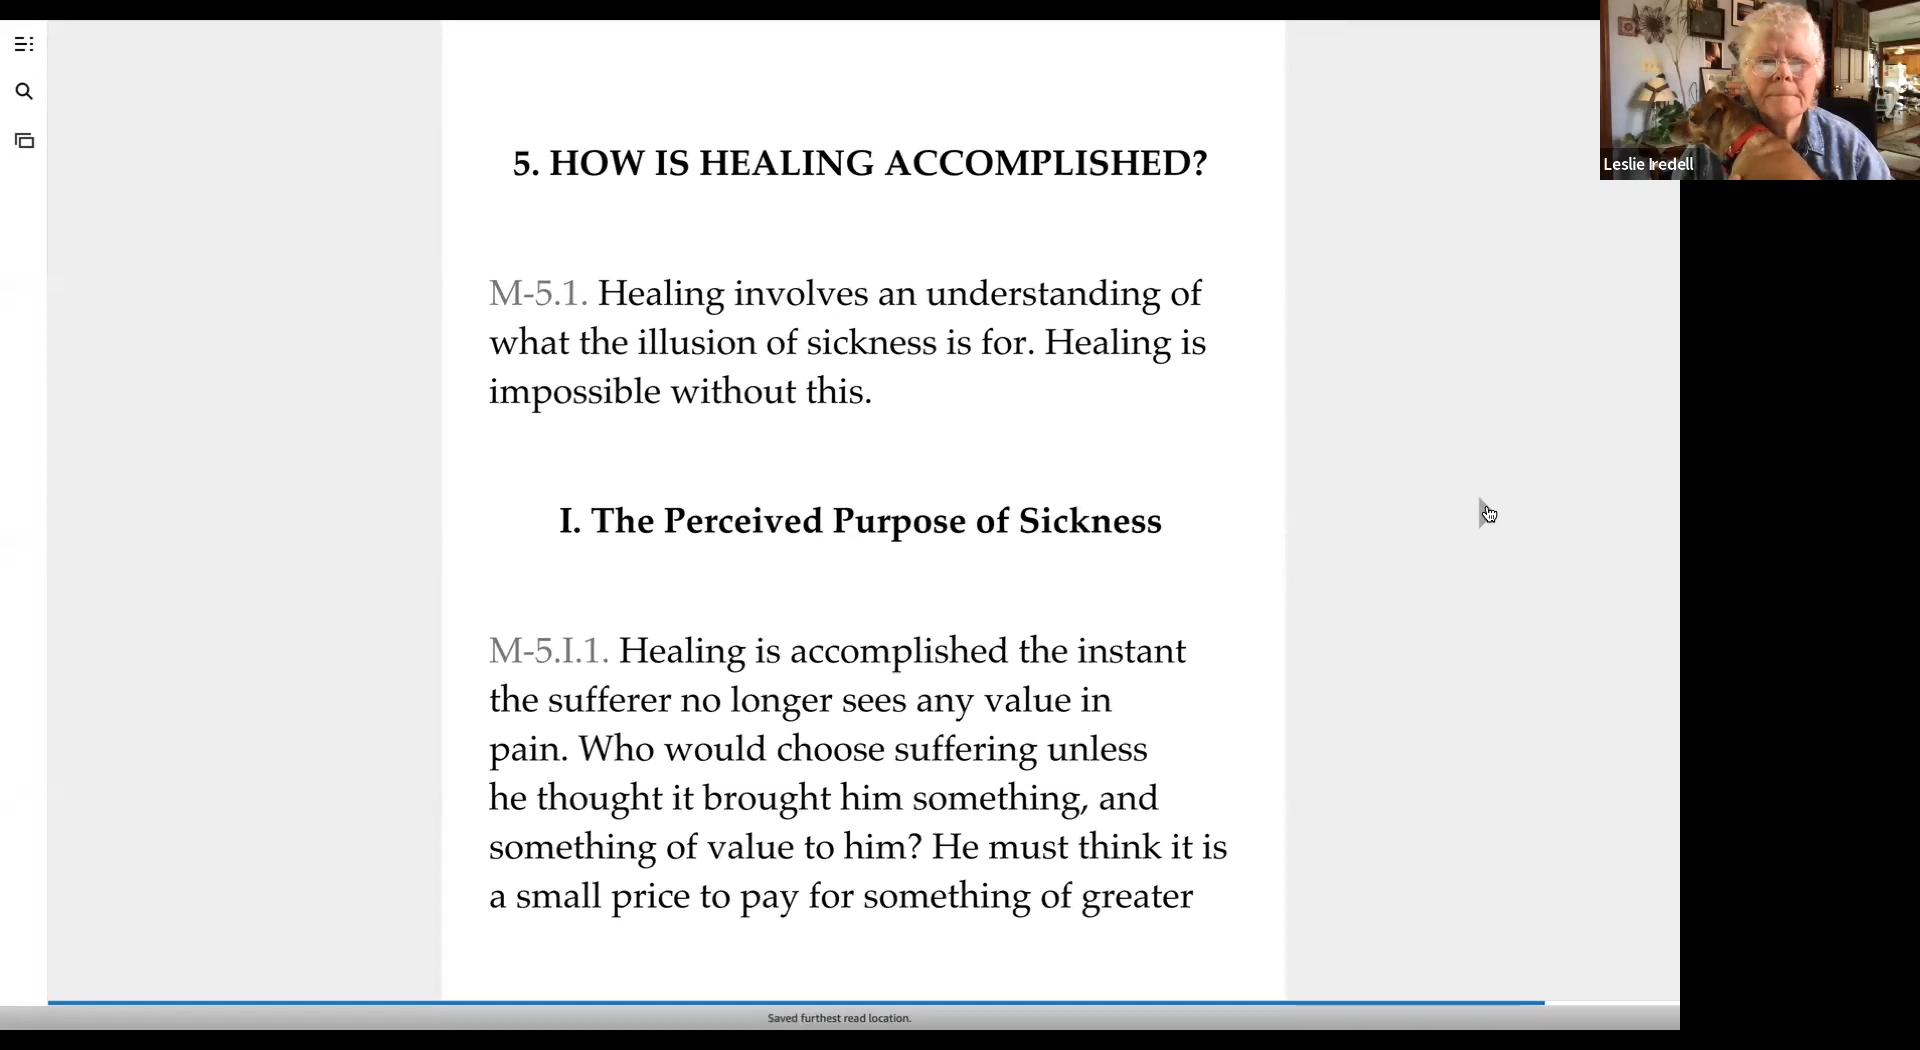 Leslie Iredell
5. HOW IS HEALING ACCOMPLISHED?
M-5.1. Healing involves an understanding of
what the illusion of sickness is for. Healing is
impossible without this.
I. The Perceived Purpose of Sickness
M-5.I.1. Healing is accomplished the instant
the sufferer no longer sees any value in
pain. Who would choose suffering unless
he thought it brought him something, and
something of value to him? He must think it is
a small price to pay for something of greater
Saved furthest read location.